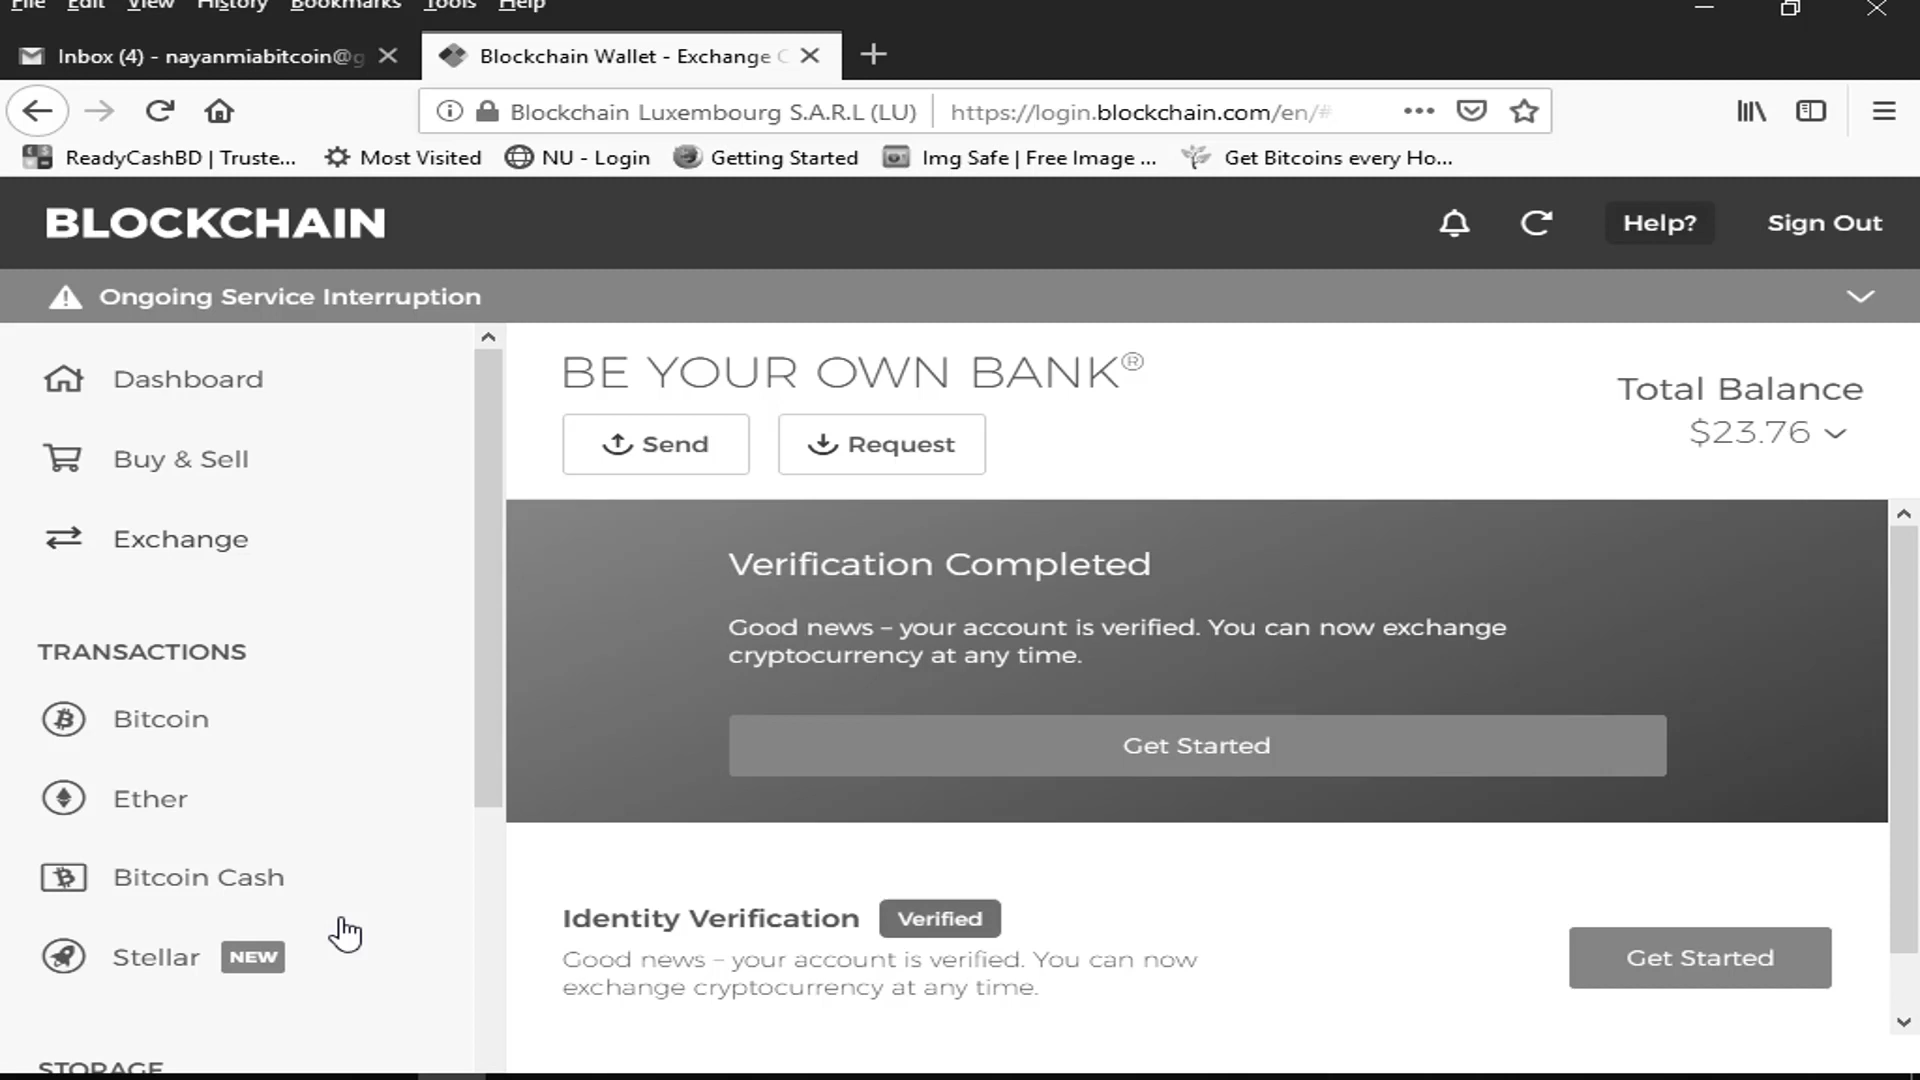 File Edit View History Bookmarks Tools Help
Inbox (4) - nayanmiabitcoin@g
Blockchain Wallet - Exchange C
Blockchain Luxembourg S.A.R.L (LU) https://login.blockchain.com/en/#
ReadyCashBD | Truste... Most Visited NU - Login Getting Started Img Safe | Free Image ... Get Bitcoins every Ho...
BLOCKCHAIN
Help? Sign Out
Ongoing Service Interruption
Dashboard
Buy & Sell
Exchange
TRANSACTIONS
Bitcoin
Ether
Bitcoin Cash
Stellar NEW
STORAGE
BE YOUR OWN BANK®
Send Request
Total Balance
$23.76
Verification Completed
Good news – your account is verified. You can now exchange
cryptocurrency at any time.
Get Started
Identity Verification Verified
Good news – your account is verified. You can now
exchange cryptocurrency at any time.
Get Started